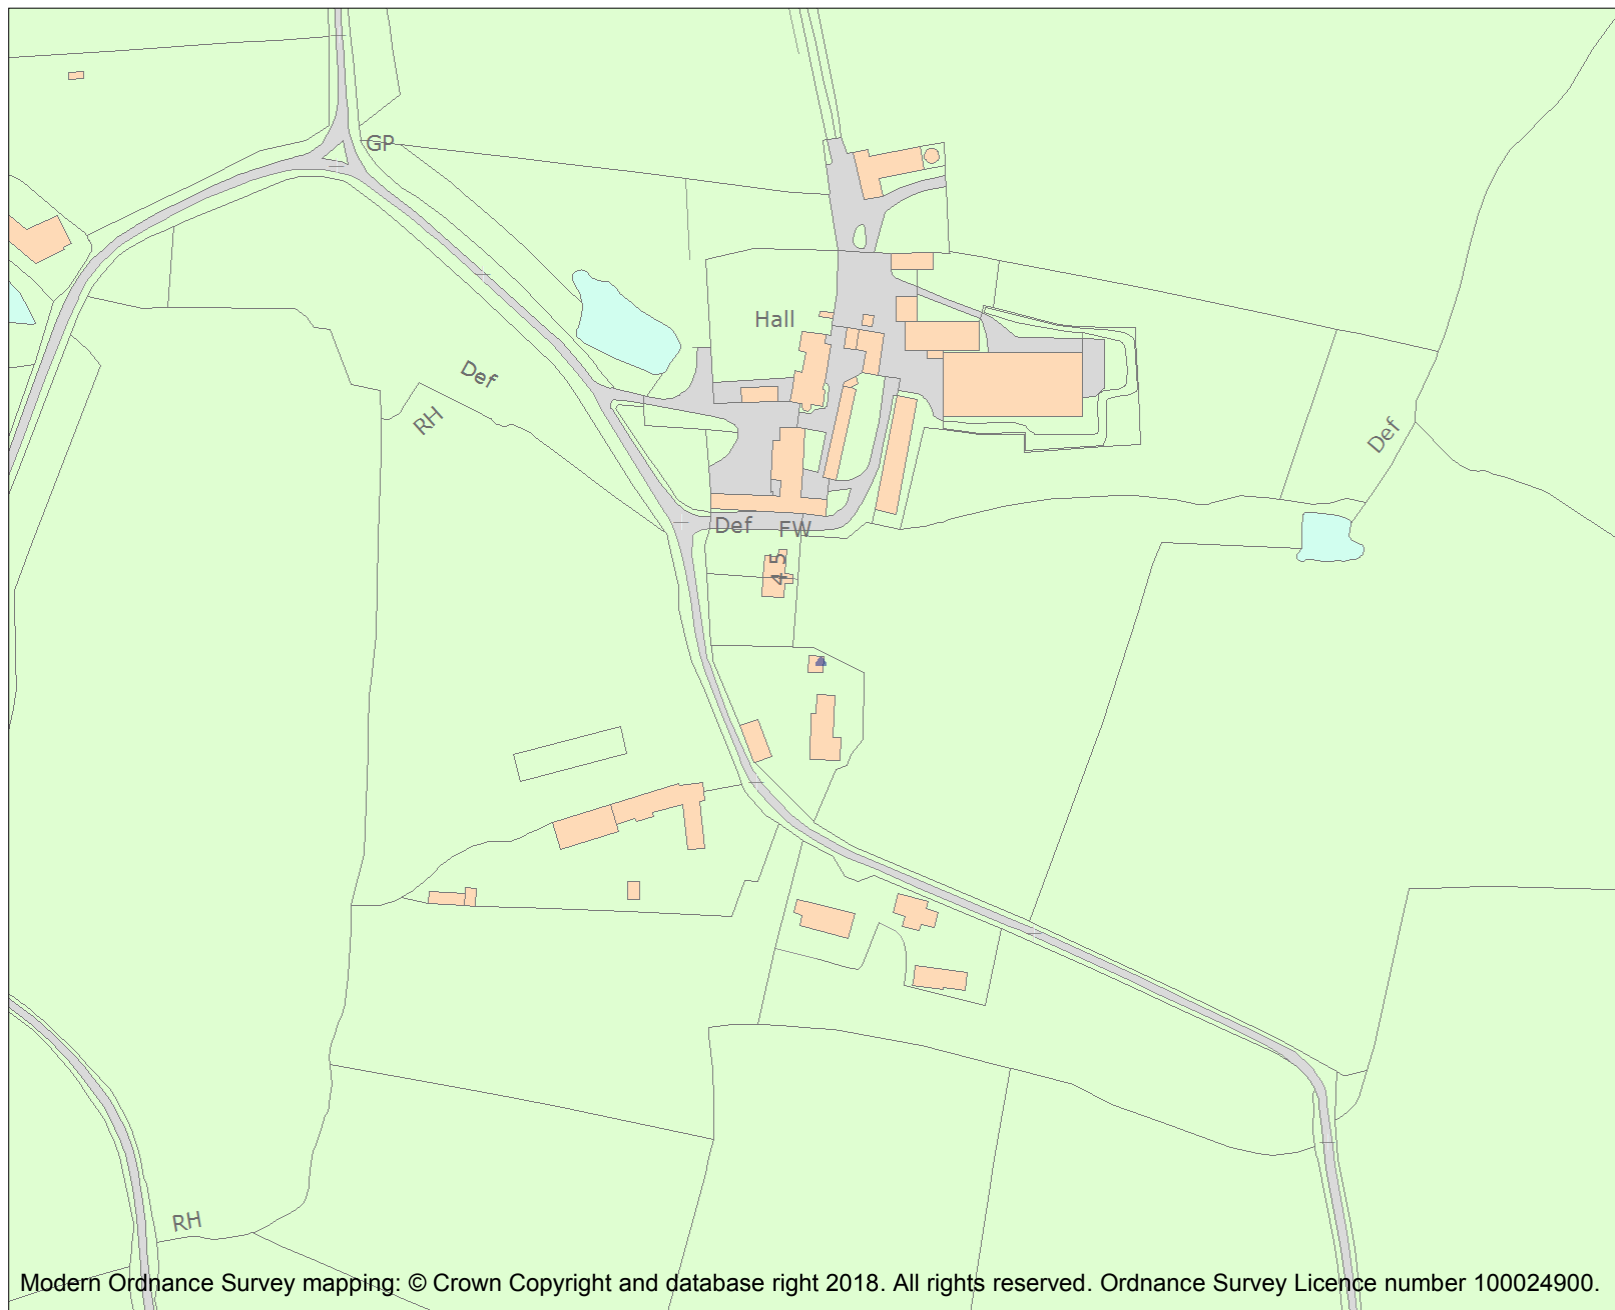 GP
Hall
Def
RH
Def
Def
FW
4 5
RH
Modern Ordnance Survey mapping: © Crown Copyright and database right 2018. All rights reserved. Ordnance Survey Licence number 100024900.